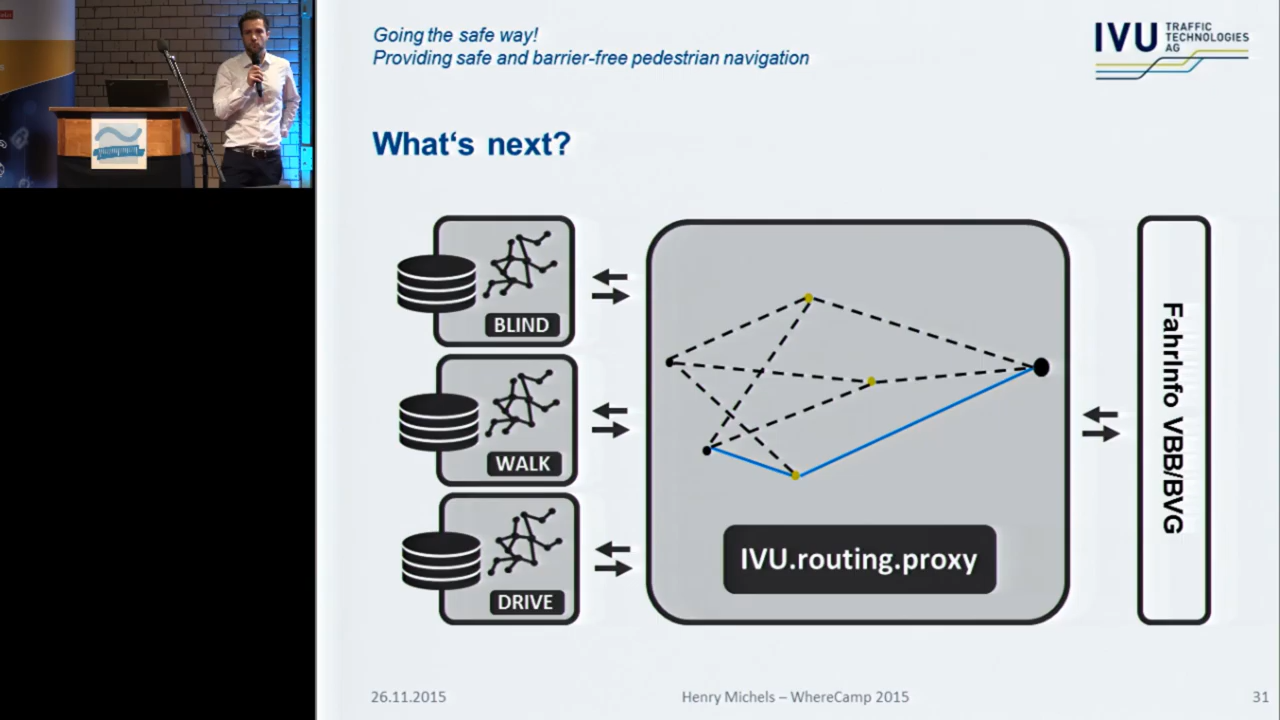 Going the safe way!
Providing safe and barrier-free pedestrian navigation
IVU TRAFFIC
TECHNOLOGIES
AG
What‘s next?
BLIND
WALK
DRIVE
IVU.routing.proxy
FahrInfo VBB/BVG
26.11.2015
Henry Michels – WhereCamp 2015
31